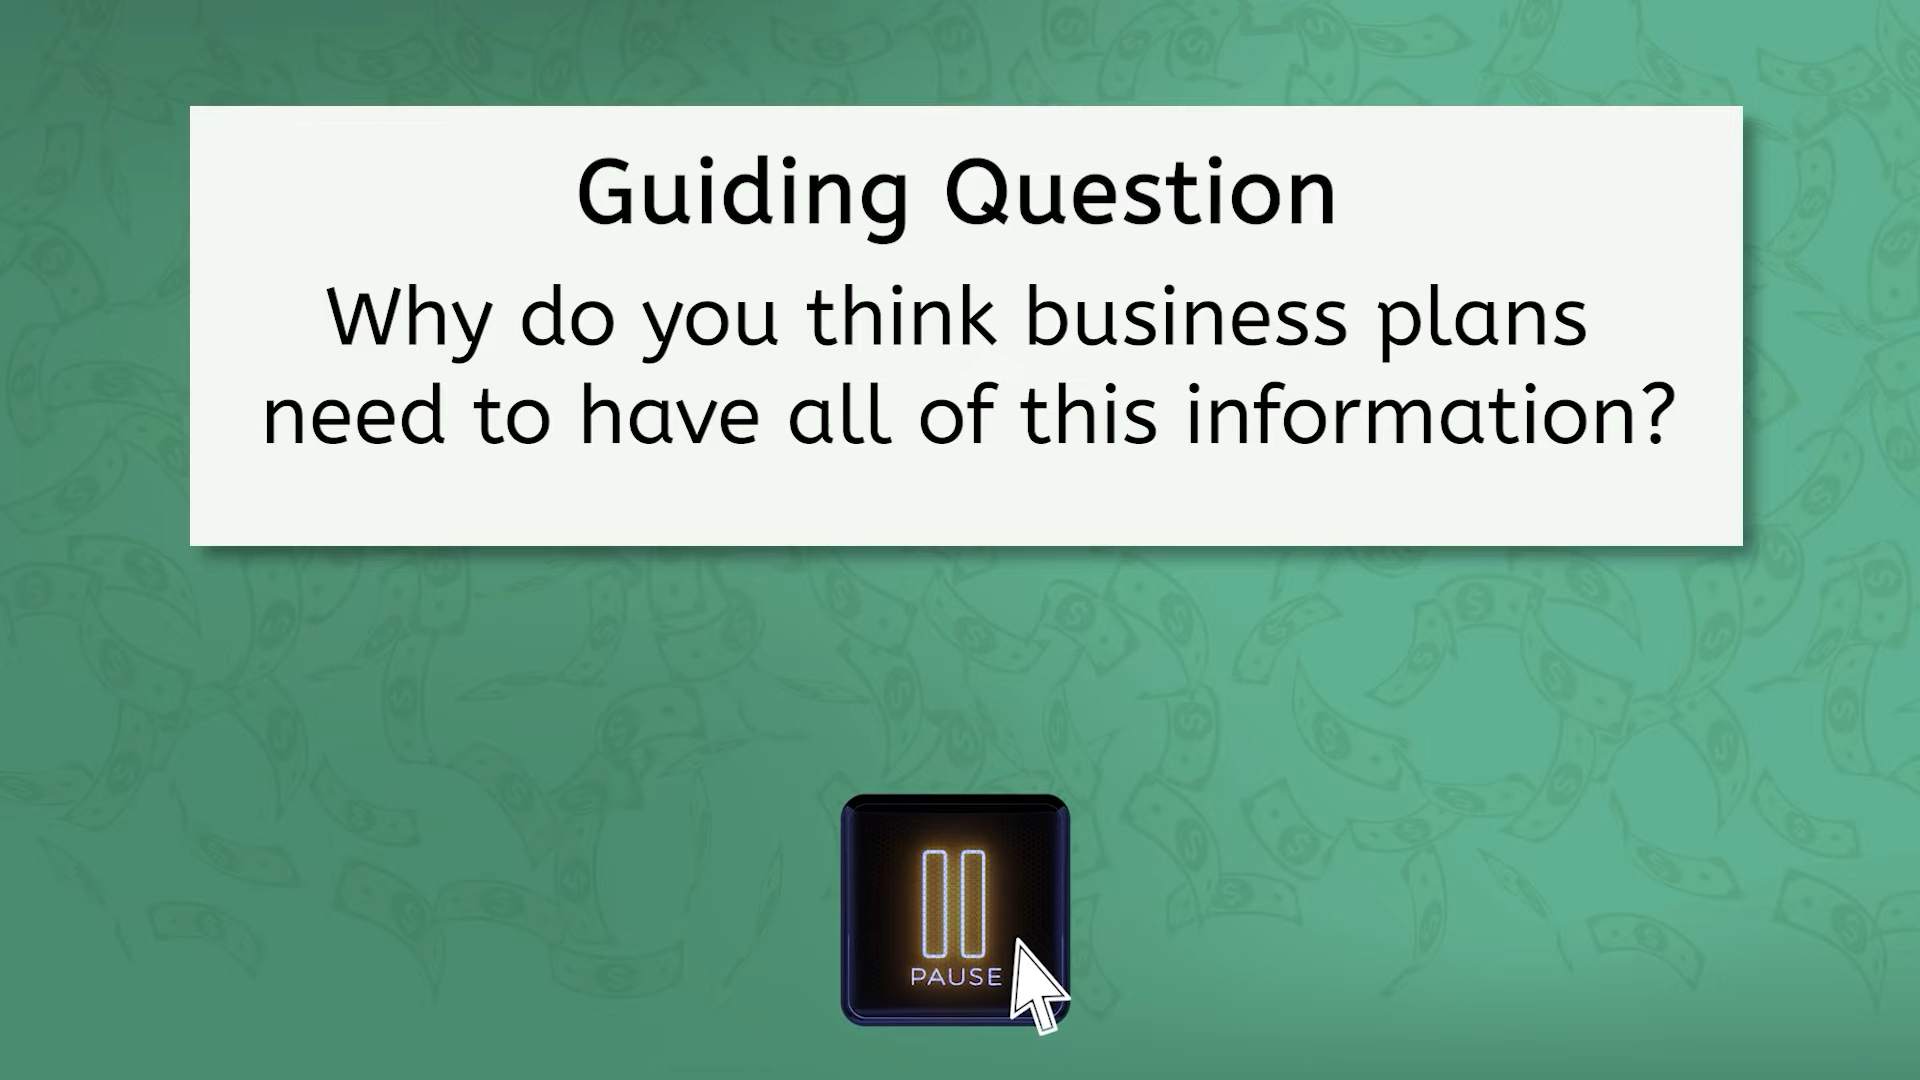 Guiding Question
Why do you think business plans
need to have all of this information?
PAUSE